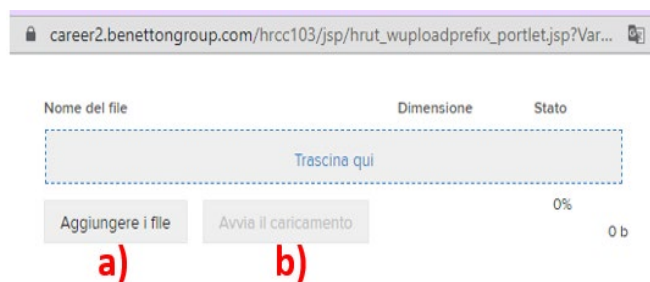 career2.benettongroup.com/hrcc103/jsp/hrut_wuploadprefix_portlet.jsp?Var...
Nome del file Dimensione Stato
Trascina qui
Aggiungere i file Avvia il caricamento 0%
0 b
a) b)